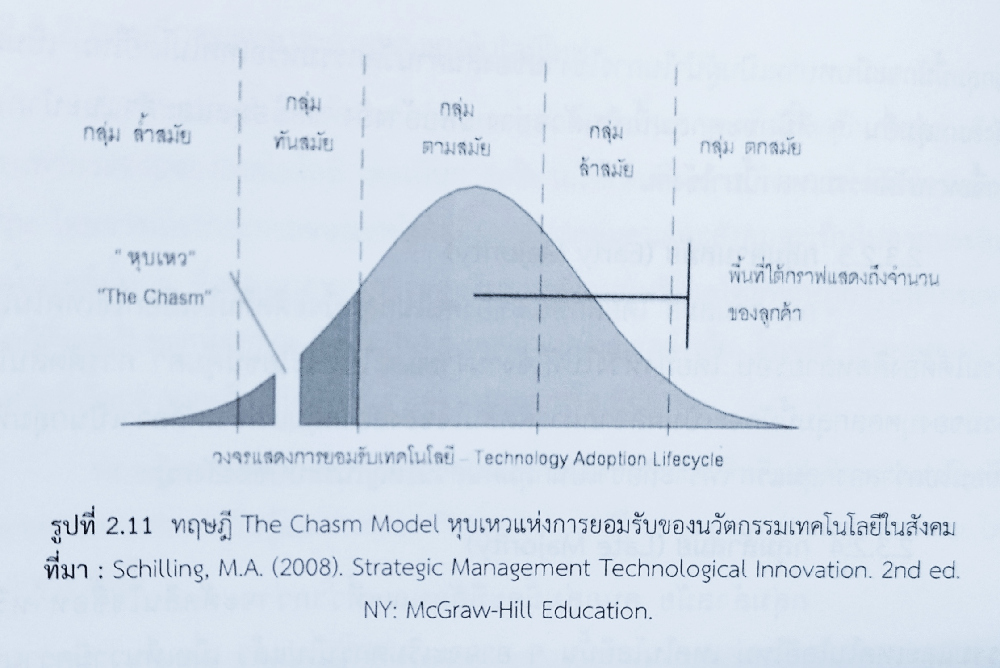 กลุ่ม ล้ำสมัย
กลุ่ม
ทันสมัย
กลุ่ม
ตามสมัย
กลุ่ม
ล้าสมัย
กลุ่ม ตกสมัย
“ หุบเหว”
“The Chasm”
พื้นที่ใต้กราฟแสดงถึงจำนวน
ของลูกค้า
วงจรแสดงการยอมรับเทคโนโลยี – Technology Adoption Lifecycle
รูปที่ 2.11 ทฤษฎี The Chasm Model หุบเหวแห่งการยอมรับของนวัตกรรมเทคโนโลยีในสังคม
ที่มา : Schilling, M.A. (2008). Strategic Management Technological Innovation. 2nd ed.
NY: McGraw-Hill Education.